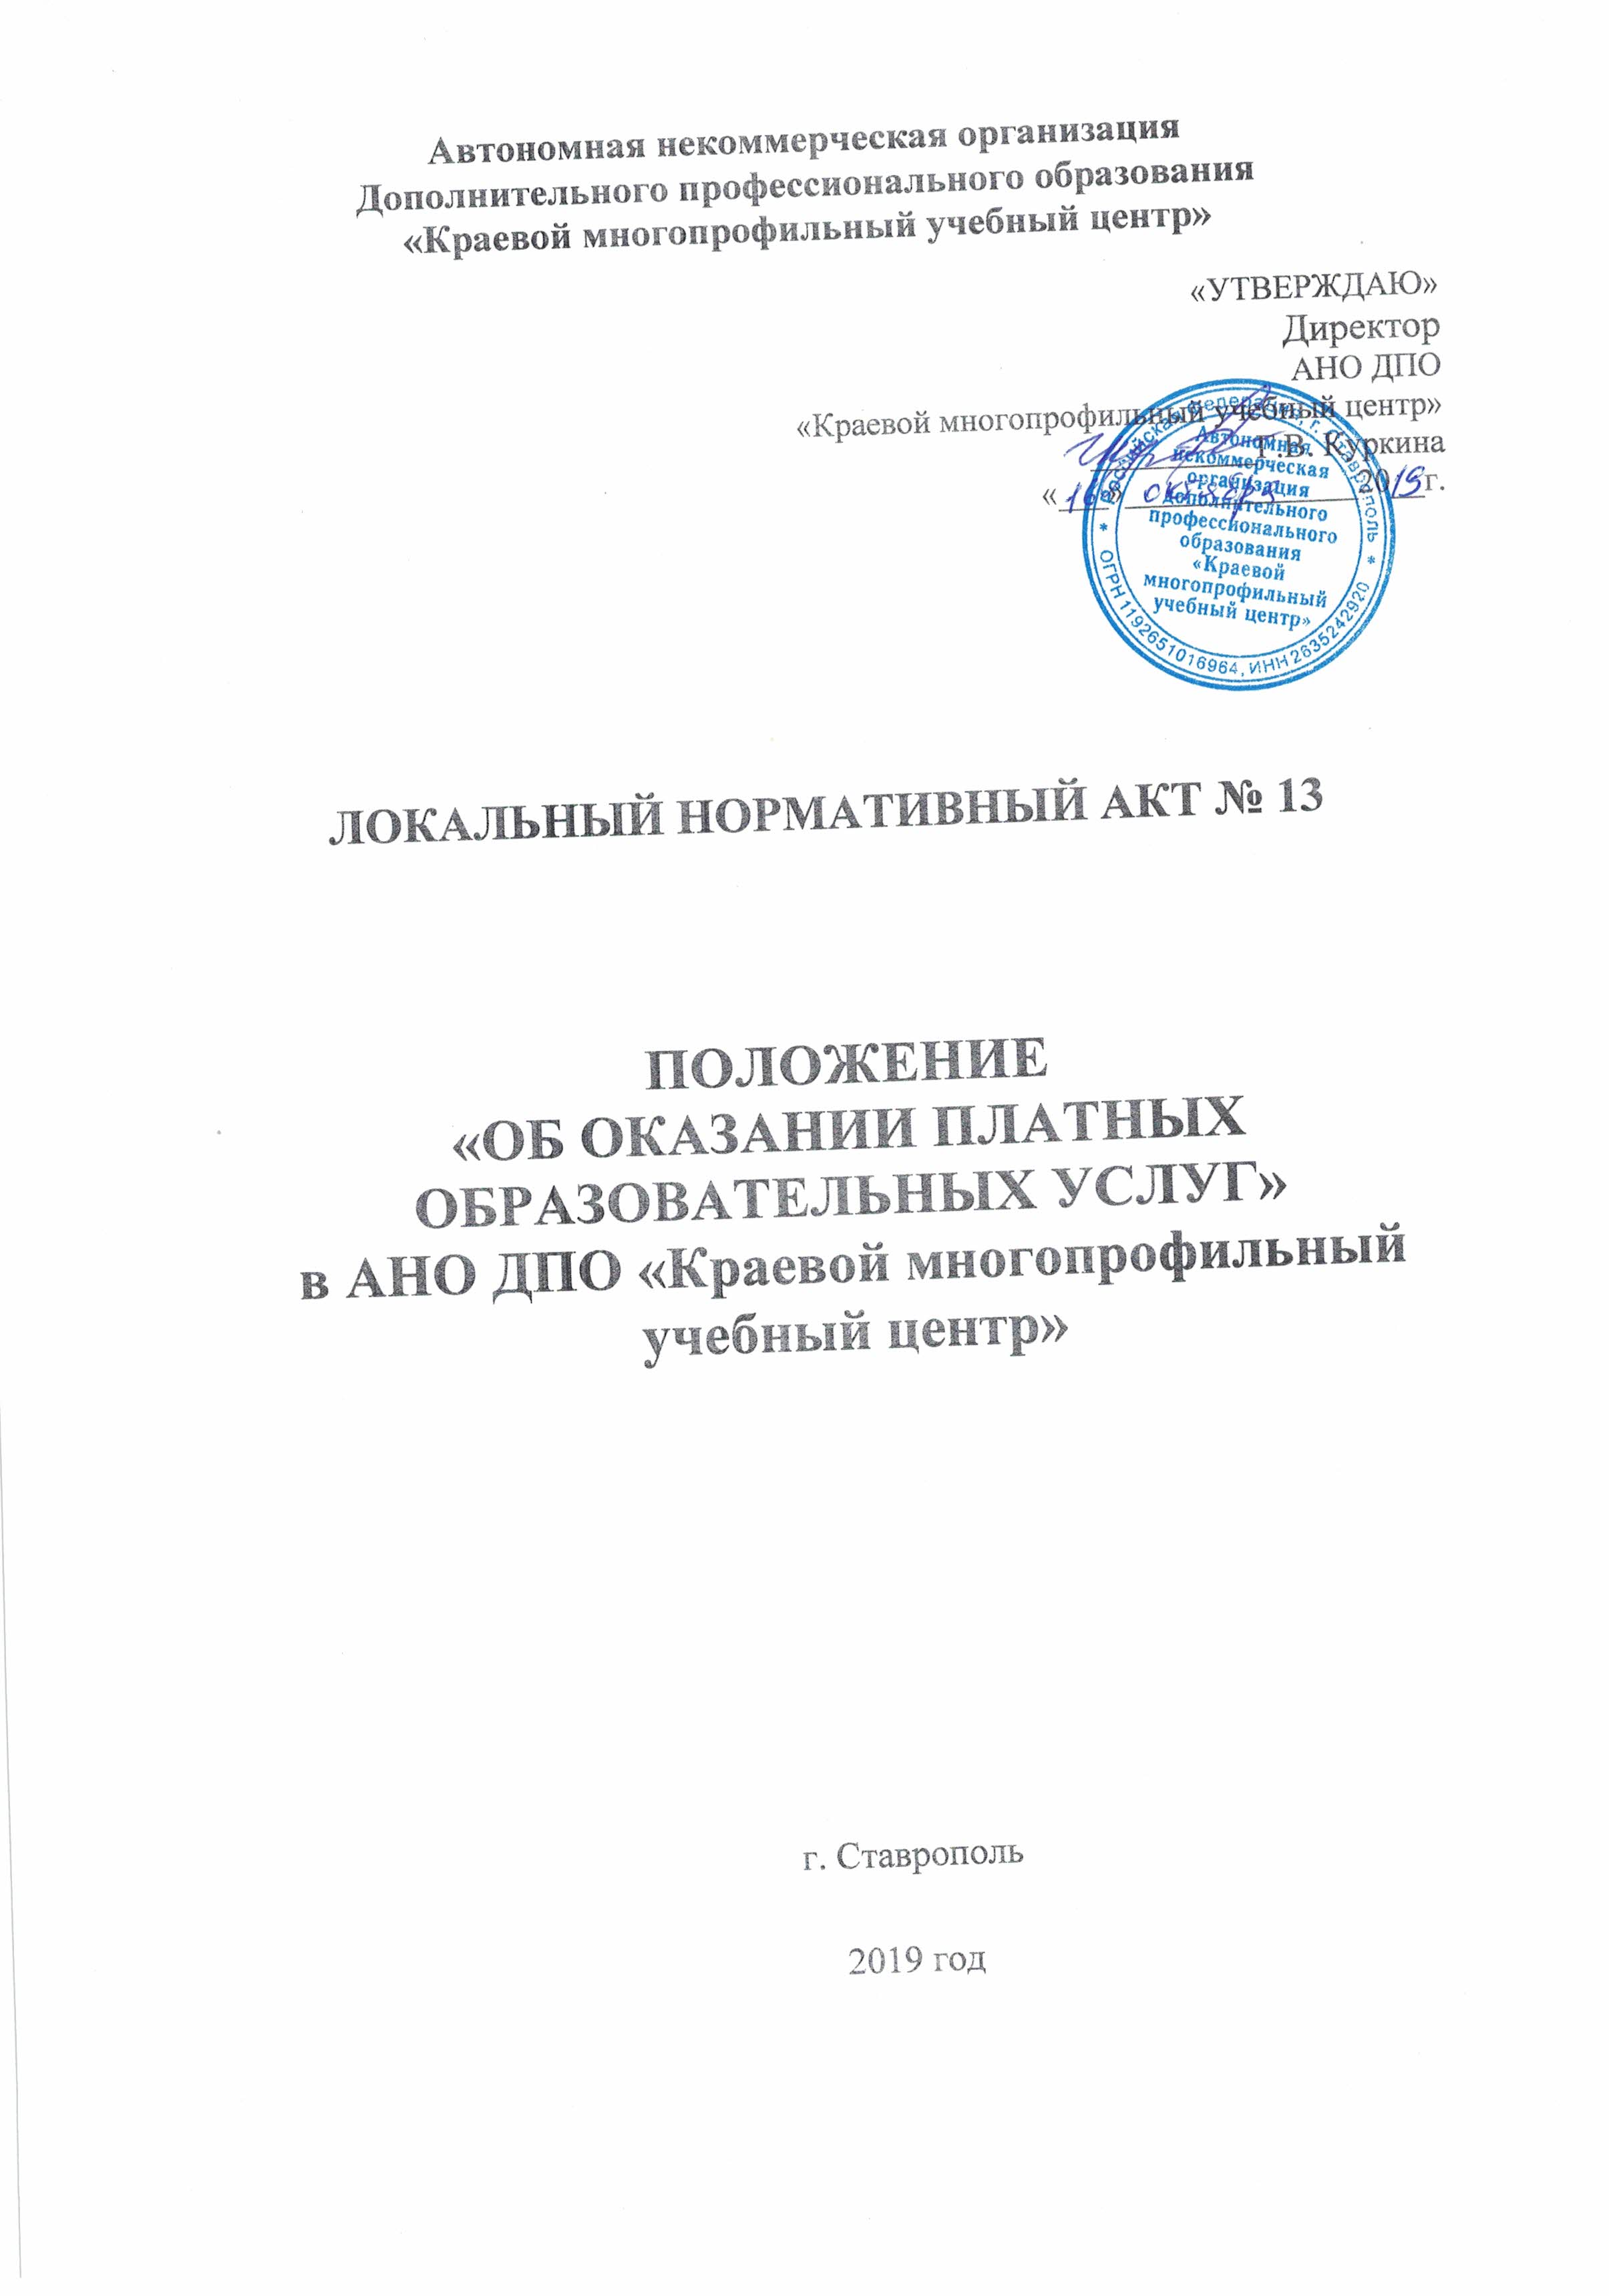 Автономная некоммерческая организация
Дополнительного профессионального образования
«Краевой многопрофильный учебный центр»
«УТВЕРЖДАЮ»
Директор
АНО ДПО
«Краевой многопрофильный учебный центр»
Г.В. Куркина
«16» октября 2019г.
Российская Федерация, г. Ставрополь
Автономная
некоммерческая
организация
дополнительного
профессионального
образования
«Краевой
многопрофильный
учебный центр»
* ОГРН 1192651016964, ИНН 2635242920 *
ЛОКАЛЬНЫЙ НОРМАТИВНЫЙ АКТ № 13
ПОЛОЖЕНИЕ
«ОБ ОКАЗАНИИ ПЛАТНЫХ
ОБРАЗОВАТЕЛЬНЫХ УСЛУГ»
в АНО ДПО «Краевой многопрофильный
учебный центр»
г. Ставрополь
2019 год